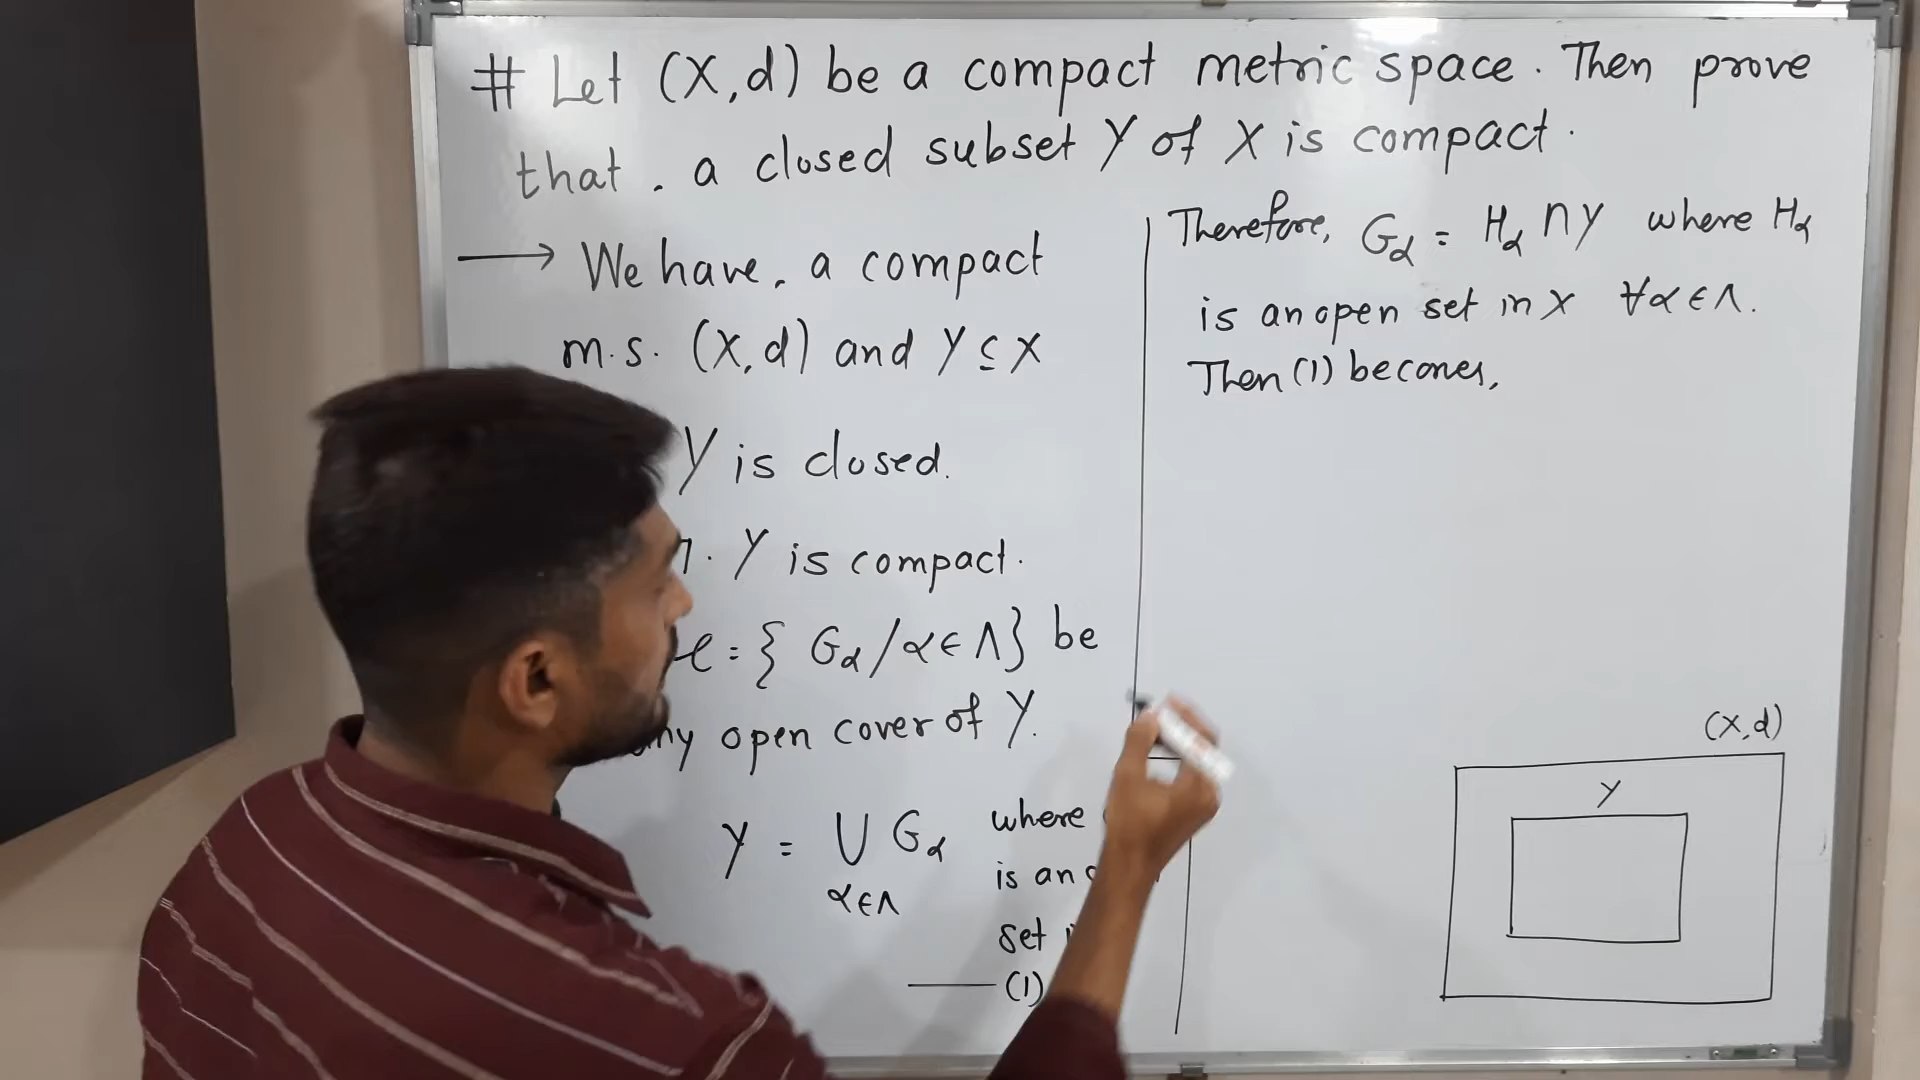 # Let (X,d) be a compact metric space. Then prove
that . a closed subset Y of X is compact.
→ We have, a compact
m.s. (X,d) and Y ⊆ X
Y is closed.
Y is compact.
= { Gα / α ∈ Λ } be
any open cover of Y.
Y = ⋃ Gα where
α∈Λ is an
set
(1)
Therefore, Gα = Hα ∩ Y where Hα
is an open set in X ∀ α ∈ Λ.
Then (1) becomes,
(X,d)
Y